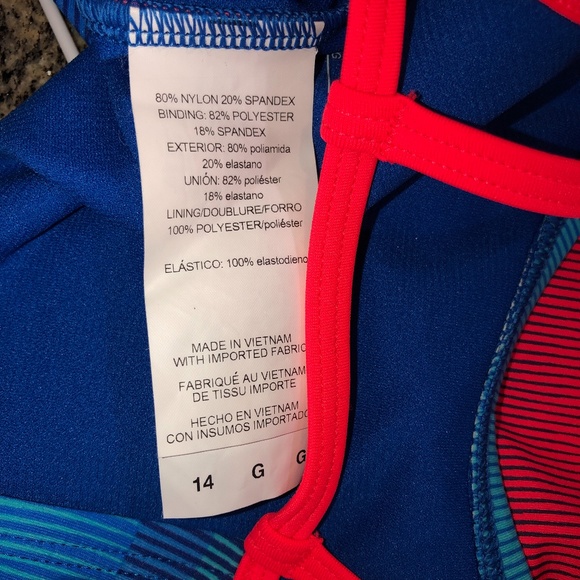 80% NYLON 20% SPANDEX
BINDING: 82% POLYESTER
18% SPANDEX
EXTERIOR: 80% poliamida
20% elastano
UNIÓN: 82% poliéster
18% elastano
LINING/DOUBLURE/FORRO
100% POLYESTER/poliéster
ELÁSTICO: 100% elastodieno
MADE IN VIETNAM
WITH IMPORTED FABRIC
FABRIQUÉ AU VIETNAM
DE TISSU IMPORTE
HECHO EN VIETNAM
CON INSUMOS IMPORTADO
14 G G